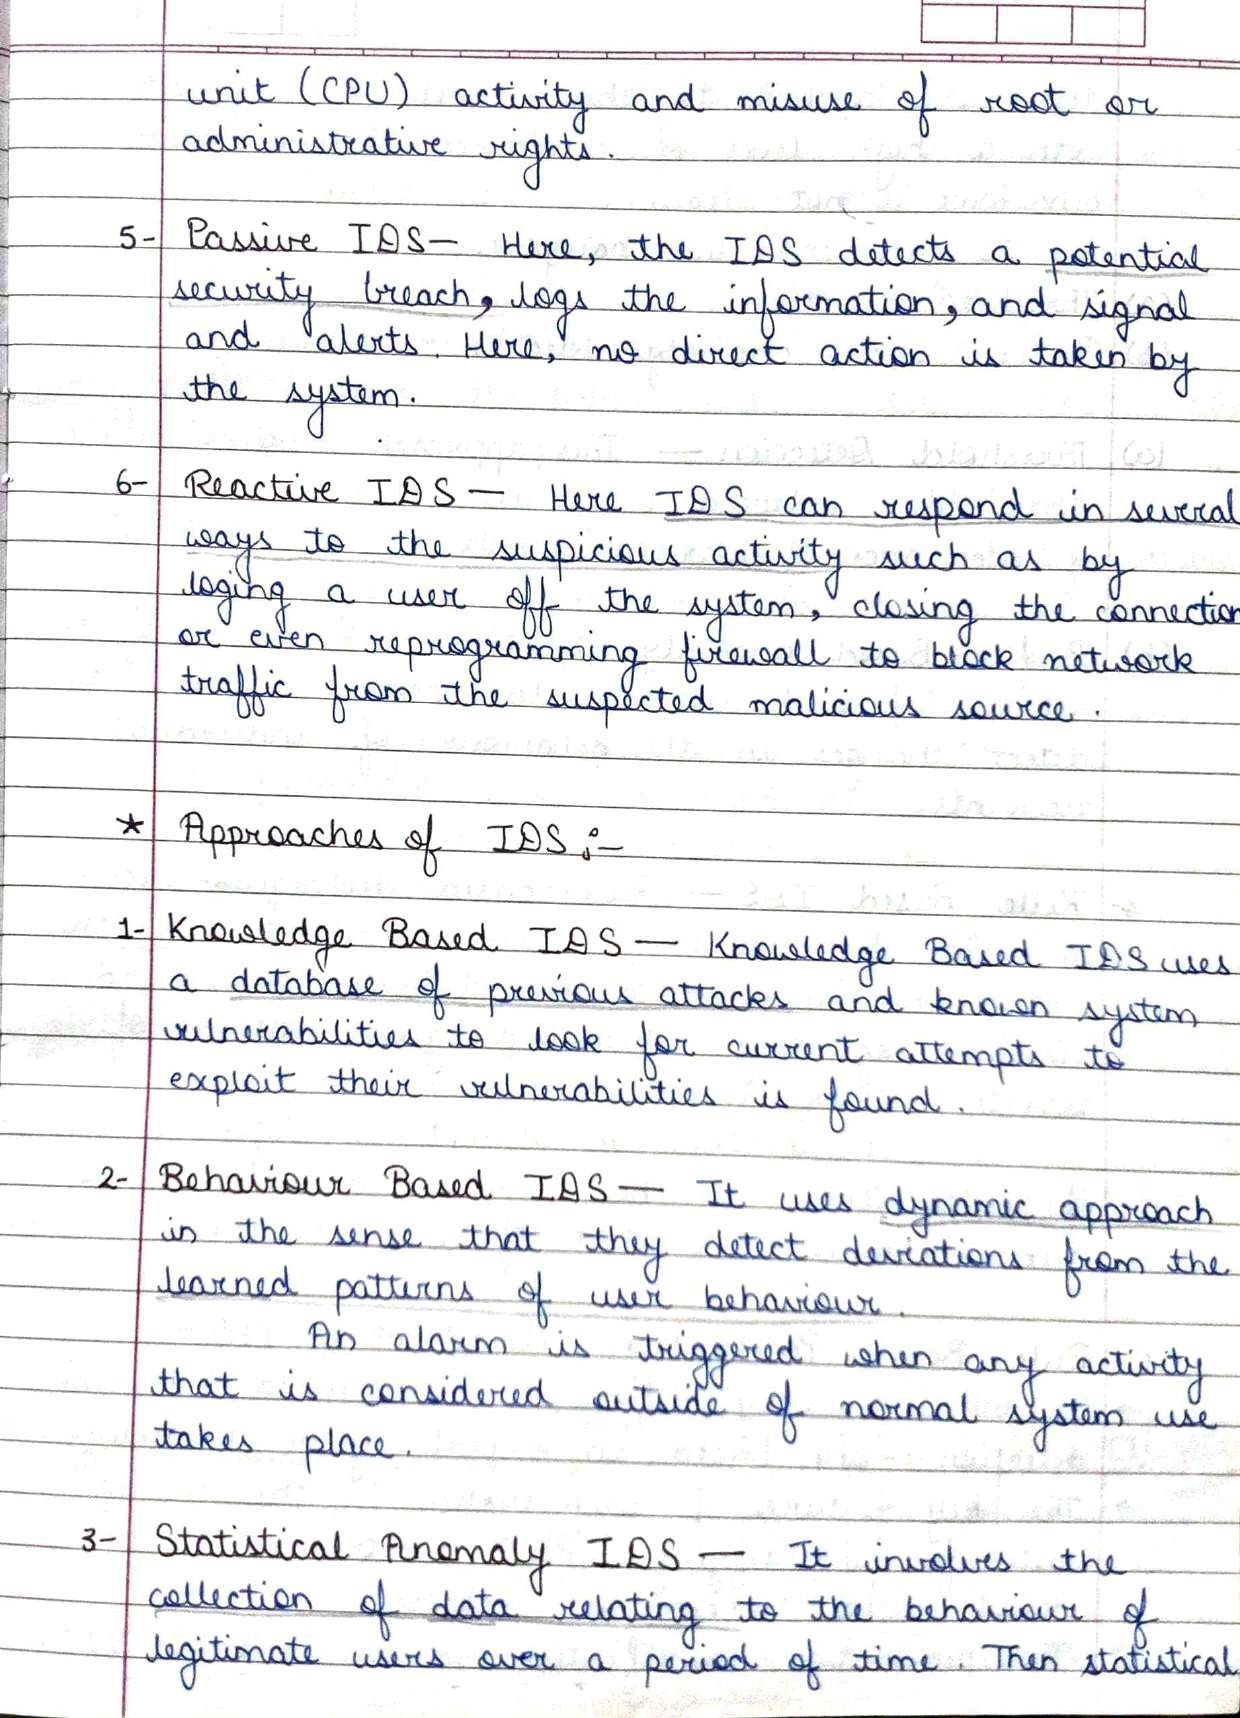 unit (CPU) activity and misuse of root or
administrative rights.
5- Passive IDS — Here, the IDS detects a potential
security breach, logs the information, and signal
and alerts. Here, no direct action is taken by
the system.
6- Reactive IDS — Here IDS can respond in several
ways to the suspicious activity such as by
loging a user off the system, closing the connection
or even reprogramming firewall to block network
traffic from the suspected malicious source.
* Approaches of IDS :-
1- Knowledge Based IDS — Knowledge Based IDS uses
a database of previous attacks and known system
vulnerabilities to look for current attempts to
exploit their vulnerabilities is found.
2- Behaviour Based IDS — It uses dynamic approach
in the sense that they detect deviations from the
learned patterns of user behaviour.
An alarm is triggered when any activity
that is considered outside of normal system use
takes place.
3- Statistical Anomaly IDS — It involves the
collection of data relating to the behaviour of
legitimate users over a period of time. Then statistical